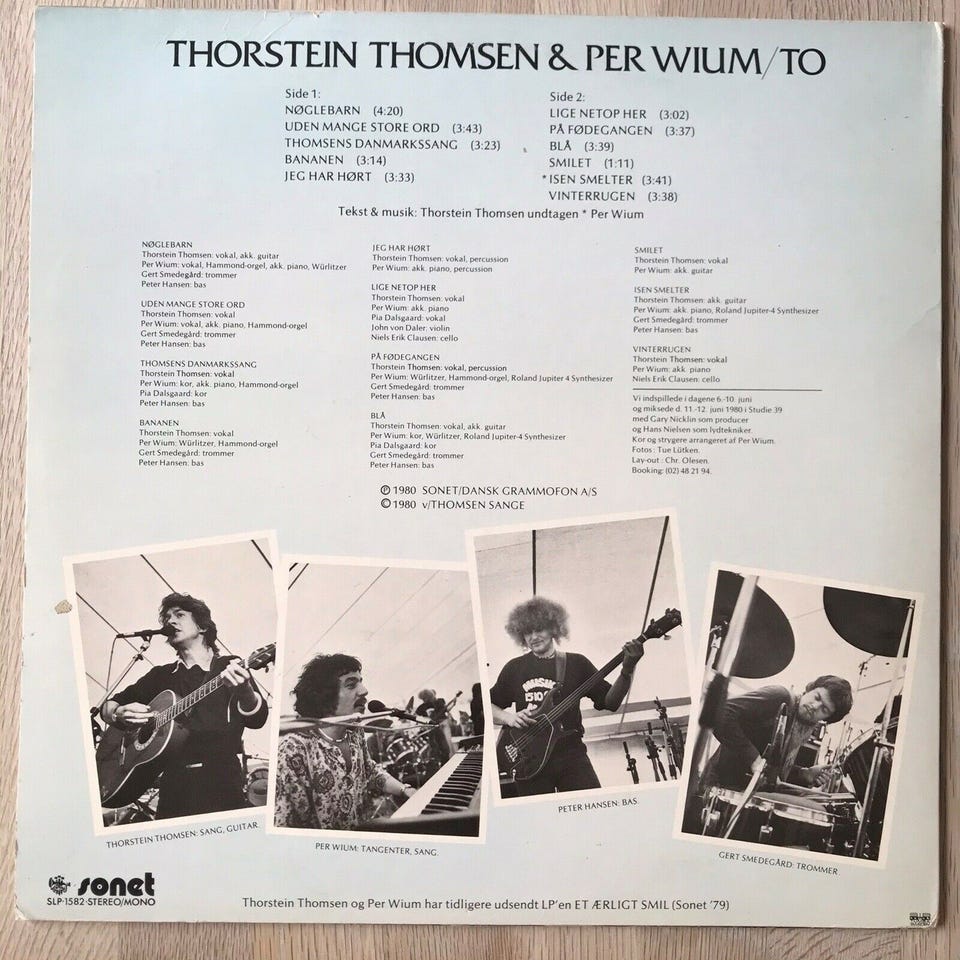 THORSTEIN THOMSEN & PER WIUM/TO
Side 1:
NØGLEBARN (4:20)
UDEN MANGE STORE ORD (3:43)
THOMSENS DANMARKSSANG (3:23)
BANANEN (3:14)
JEG HAR HØRT (3:33)
Side 2:
LIGE NETOP HER (3:02)
PÅ FØDEGANGEN (3:37)
BLÅ (3:39)
SMILET (1:11)
* ISEN SMELTER (3:41)
VINTERRUGEN (3:38)
Tekst & musik: Thorstein Thomsen undtagen * Per Wium
NØGLEBARN
Thorstein Thomsen: vokal, akk. guitar
Per Wium: vokal, Hammond-orgel, akk. piano, Würlitzer
Gert Smedegård: trommer
Peter Hansen: bas
UDEN MANGE STORE ORD
Thorstein Thomsen: vokal
Per Wium: vokal, akk. piano, Hammond-orgel
Gert Smedegård: trommer
Peter Hansen: bas
THOMSENS DANMARKSSANG
Thorstein Thomsen: vokal
Per Wium: kor, akk. piano, Hammond-orgel
Pia Dalsgaard: kor
Peter Hansen: bas
BANANEN
Thorstein Thomsen: vokal
Per Wium: Würlitzer, Hammond-orgel
Gert Smedegård: trommer
Peter Hansen: bas
JEG HAR HØRT
Thorstein Thomsen: vokal, percussion
Per Wium: akk. piano, percussion
LIGE NETOP HER
Thorstein Thomsen: vokal
Per Wium: akk. piano
Pia Dalsgaard: vokal
John von Daler: violin
Niels Erik Clausen: cello
PÅ FØDEGANGEN
Thorstein Thomsen: vokal, percussion
Per Wium: Würlitzer, Hammond-orgel, Roland Jupiter 4 Synthesizer
Gert Smedegård: trommer
Peter Hansen: bas
BLÅ
Thorstein Thomsen: vokal, akk. guitar
Per Wium: kor, Würlitzer, Roland Jupiter-4 Synthesizer
Pia Dalsgaard: kor
Gert Smedegård: trommer
Peter Hansen: bas
SMILET
Thorstein Thomsen: vokal
Per Wium: akk. guitar
ISEN SMELTER
Thorstein Thomsen: akk. guitar
Per Wium: akk. piano, Roland Jupiter-4 Synthesizer
Gert Smedegård: trommer
Peter Hansen: bas
VINTERRUGEN
Thorstein Thomsen: vokal
Per Wium: akk. piano
Niels Erik Clausen: cello
Vi indspillede i dagene 6.-10. juni
og miksede d. 11.-12. juni 1980 i Studie 39
med Gary Nicklin som producer
og Hans Nielsen som lydtekniker.
Kor og strygere arrangeret af Per Wium.
Fotos: Tue Lütken.
Lay-out: Chr. Olesen.
Booking: (02) 48 21 94.
℗ 1980 SONET/DANSK GRAMMOFON A/S
© 1980 v/THOMSEN SANGE
THORSTEIN THOMSEN: SANG, GUITAR.
PER WIUM: TANGENTER, SANG.
PETER HANSEN: BAS.
GERT SMEDEGÅRD: TROMMER.
sonet
SLP-1582-STEREO/MONO
Thorstein Thomsen og Per Wium har tidligere udsendt LP'en ET ÆRLIGT SMIL (Sonet '79)